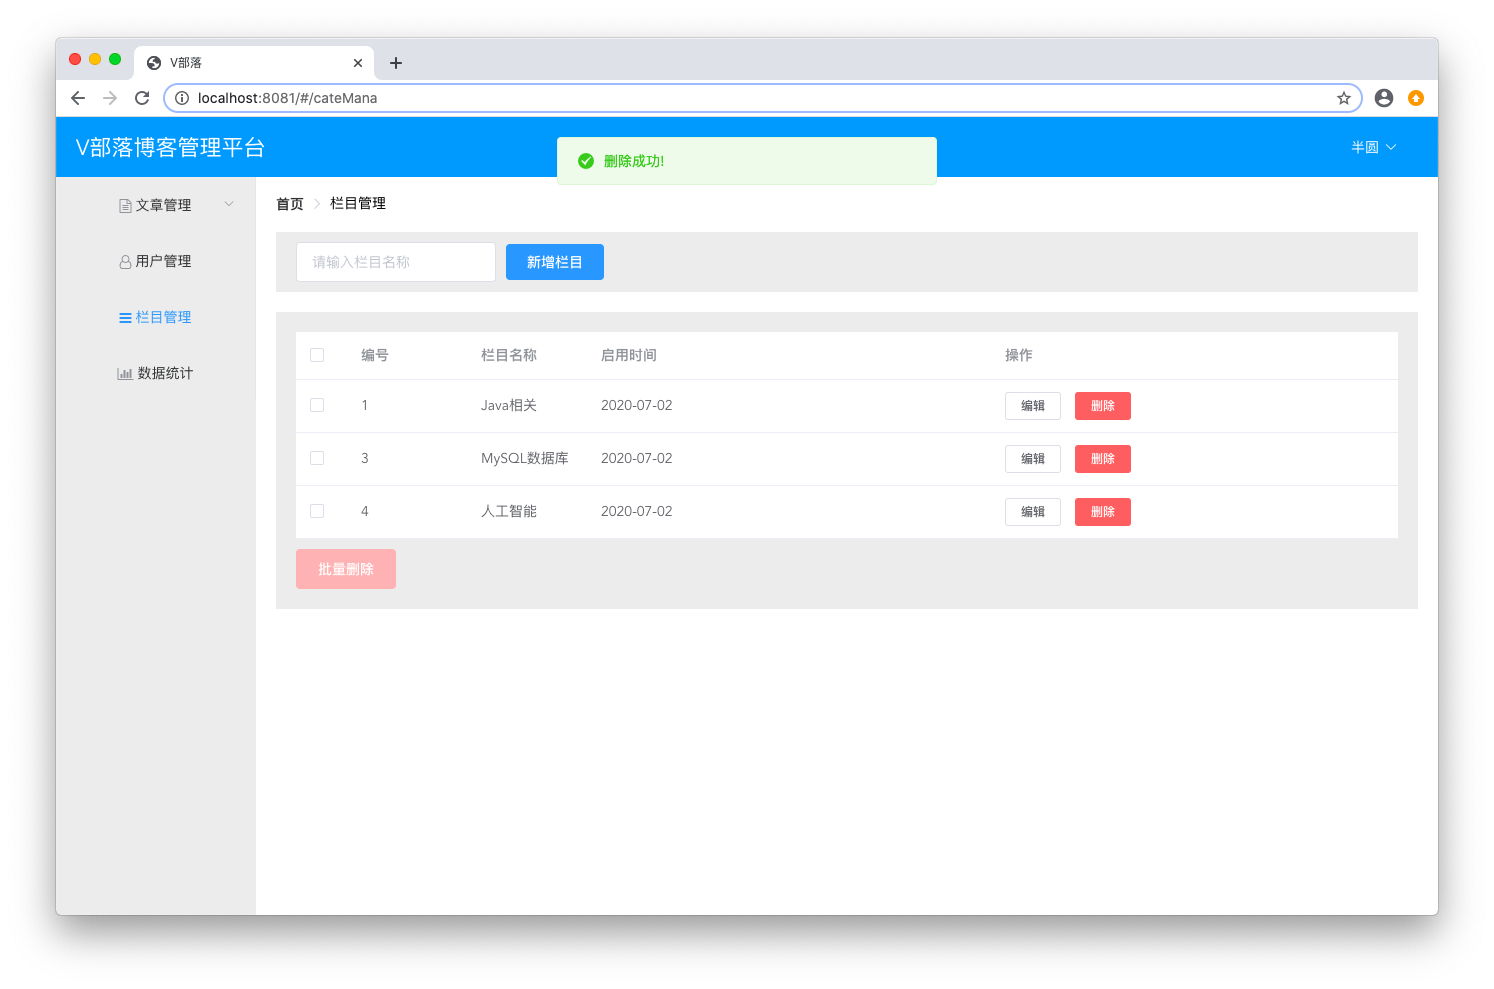 V部落
localhost:8081/#/cateMana
V部落博客管理平台
删除成功!
半圆
文章管理
用户管理
栏目管理
数据统计
首页 栏目管理
请输入栏目名称 新增栏目
编号 栏目名称 启用时间 操作
1 Java相关 2020-07-02 编辑 删除
3 MySQL数据库 2020-07-02 编辑 删除
4 人工智能 2020-07-02 编辑 删除
批量删除